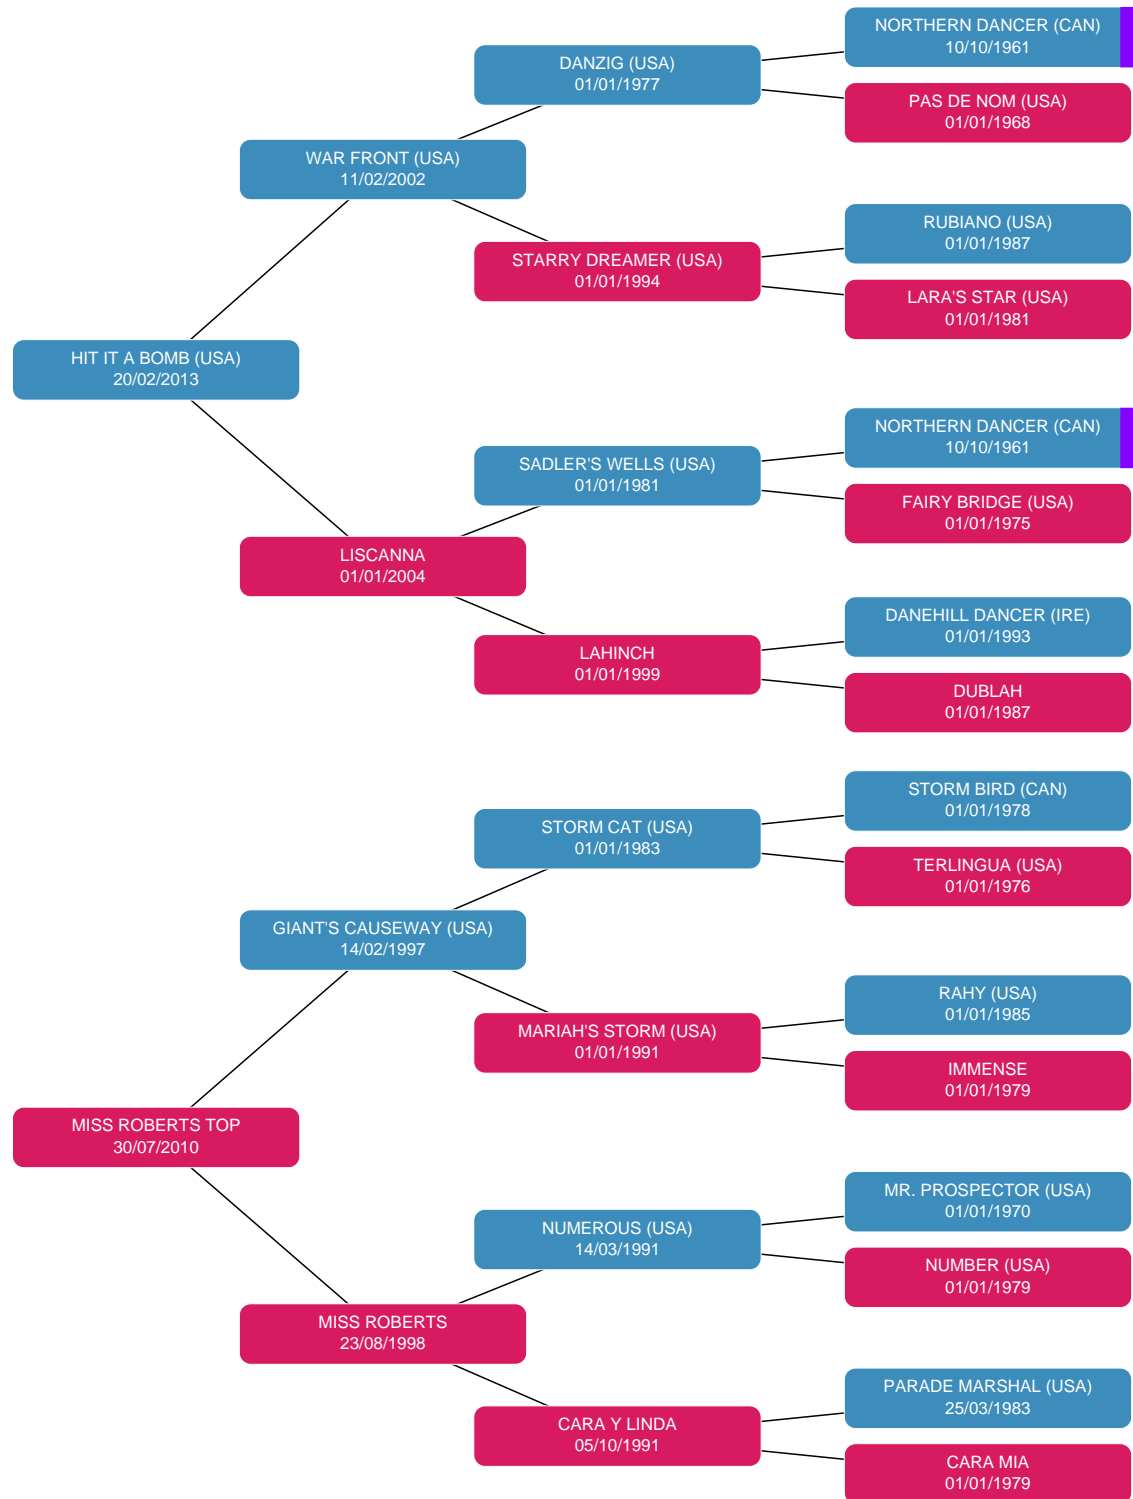 NORTHERN DANCER (CAN)
10/10/1961
DANZIG (USA)
01/01/1977
PAS DE NOM (USA)
01/01/1968
WAR FRONT (USA)
11/02/2002
RUBIANO (USA)
01/01/1987
STARRY DREAMER (USA)
01/01/1994
LARA'S STAR (USA)
01/01/1981
HIT IT A BOMB (USA)
20/02/2013
NORTHERN DANCER (CAN)
10/10/1961
SADLER'S WELLS (USA)
01/01/1981
FAIRY BRIDGE (USA)
01/01/1975
LISCANNA
01/01/2004
DANEHILL DANCER (IRE)
01/01/1993
LAHINCH
01/01/1999
DUBLAH
01/01/1987
STORM BIRD (CAN)
01/01/1978
STORM CAT (USA)
01/01/1983
TERLINGUA (USA)
01/01/1976
GIANT'S CAUSEWAY (USA)
14/02/1997
RAHY (USA)
01/01/1985
MARIAH'S STORM (USA)
01/01/1991
IMMENSE
01/01/1979
MISS ROBERTS TOP
30/07/2010
MR. PROSPECTOR (USA)
01/01/1970
NUMEROUS (USA)
14/03/1991
NUMBER (USA)
01/01/1979
MISS ROBERTS
23/08/1998
PARADE MARSHAL (USA)
25/03/1983
CARA Y LINDA
05/10/1991
CARA MIA
01/01/1979